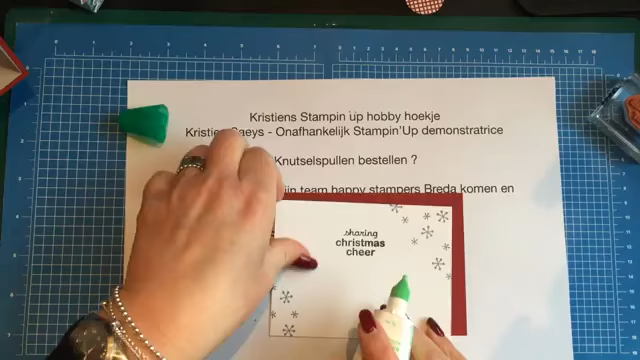 Kristiens Stampin up hobby hoekje
Kristien Saeys - Onafhankelijk Stampin'Up demonstratrice
Knutselspullen bestellen ?
team happy stampers Breda komen en
sharing
christmas
cheer